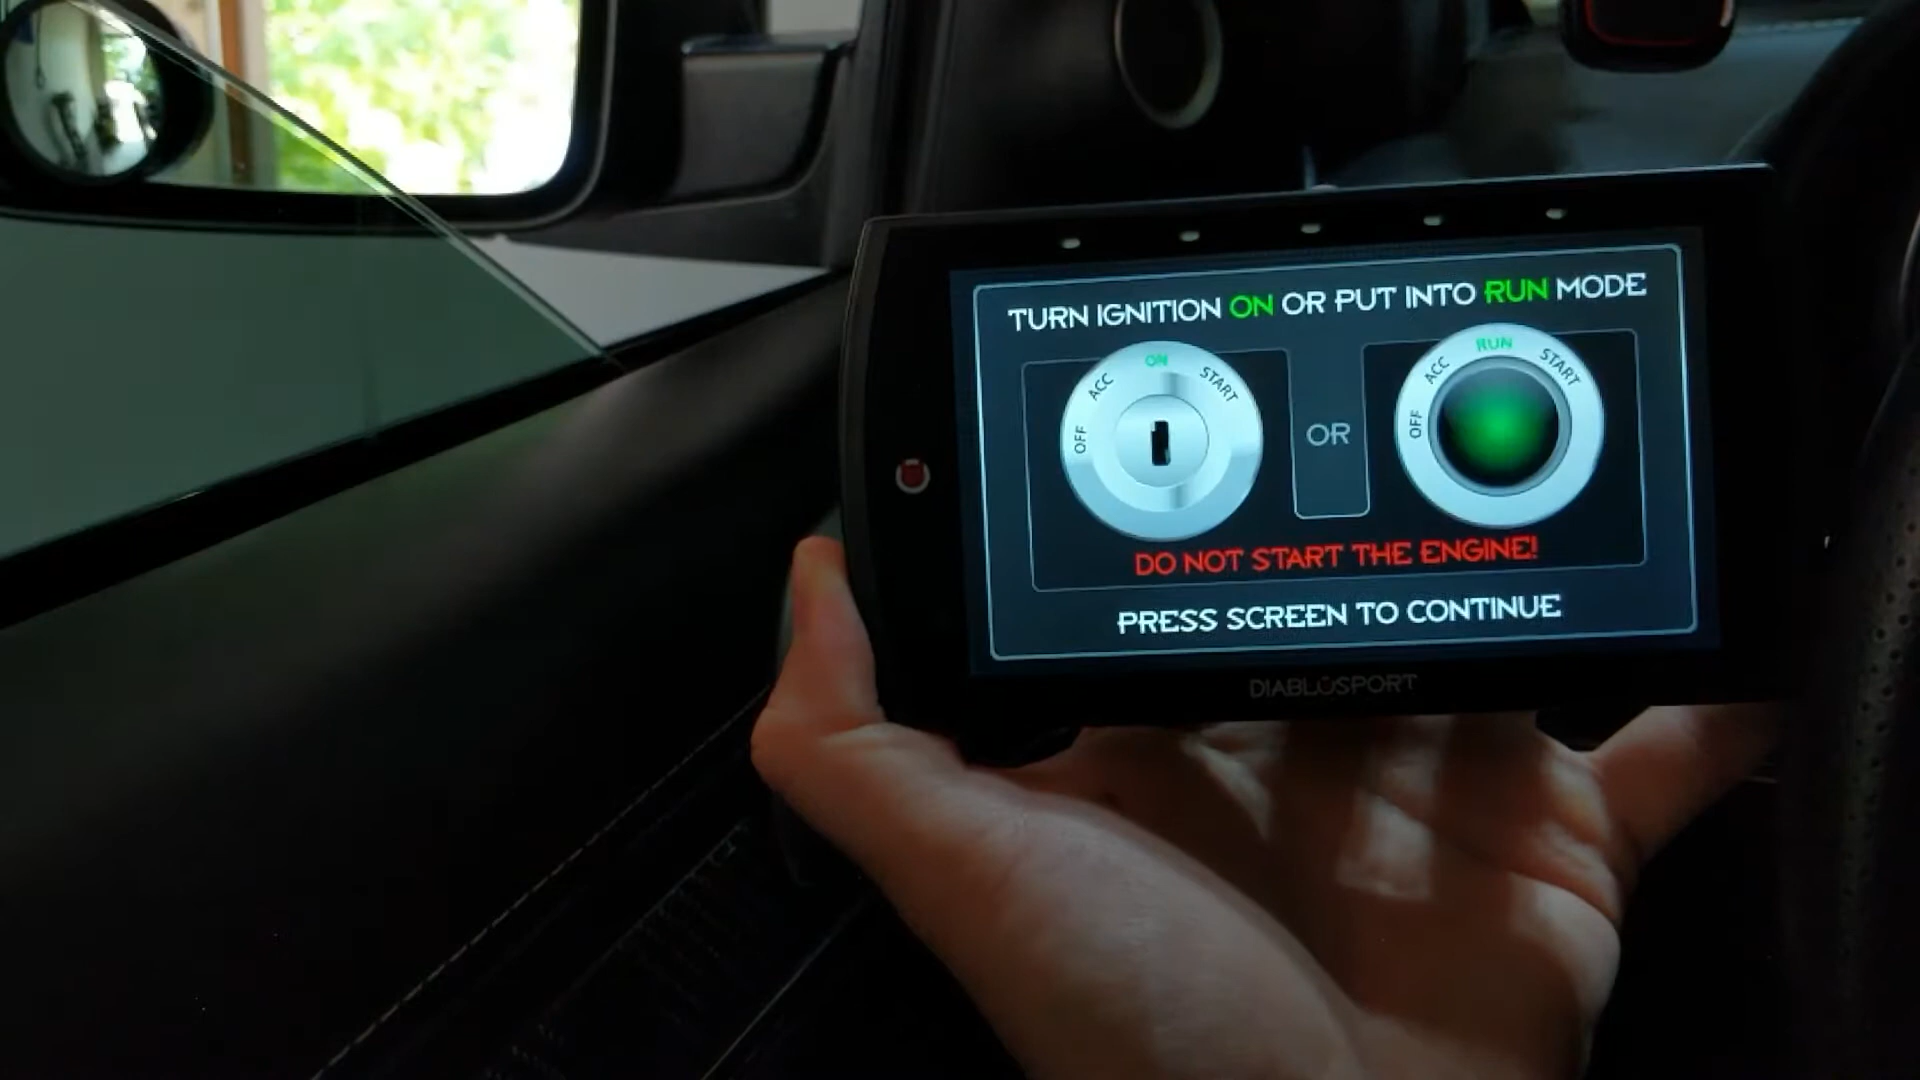 TURN IGNITION ON OR PUT INTO RUN MODE
OFF ACC ON START
OR
OFF ACC RUN START
DO NOT START THE ENGINE!
PRESS SCREEN TO CONTINUE
DIABLOSPORT